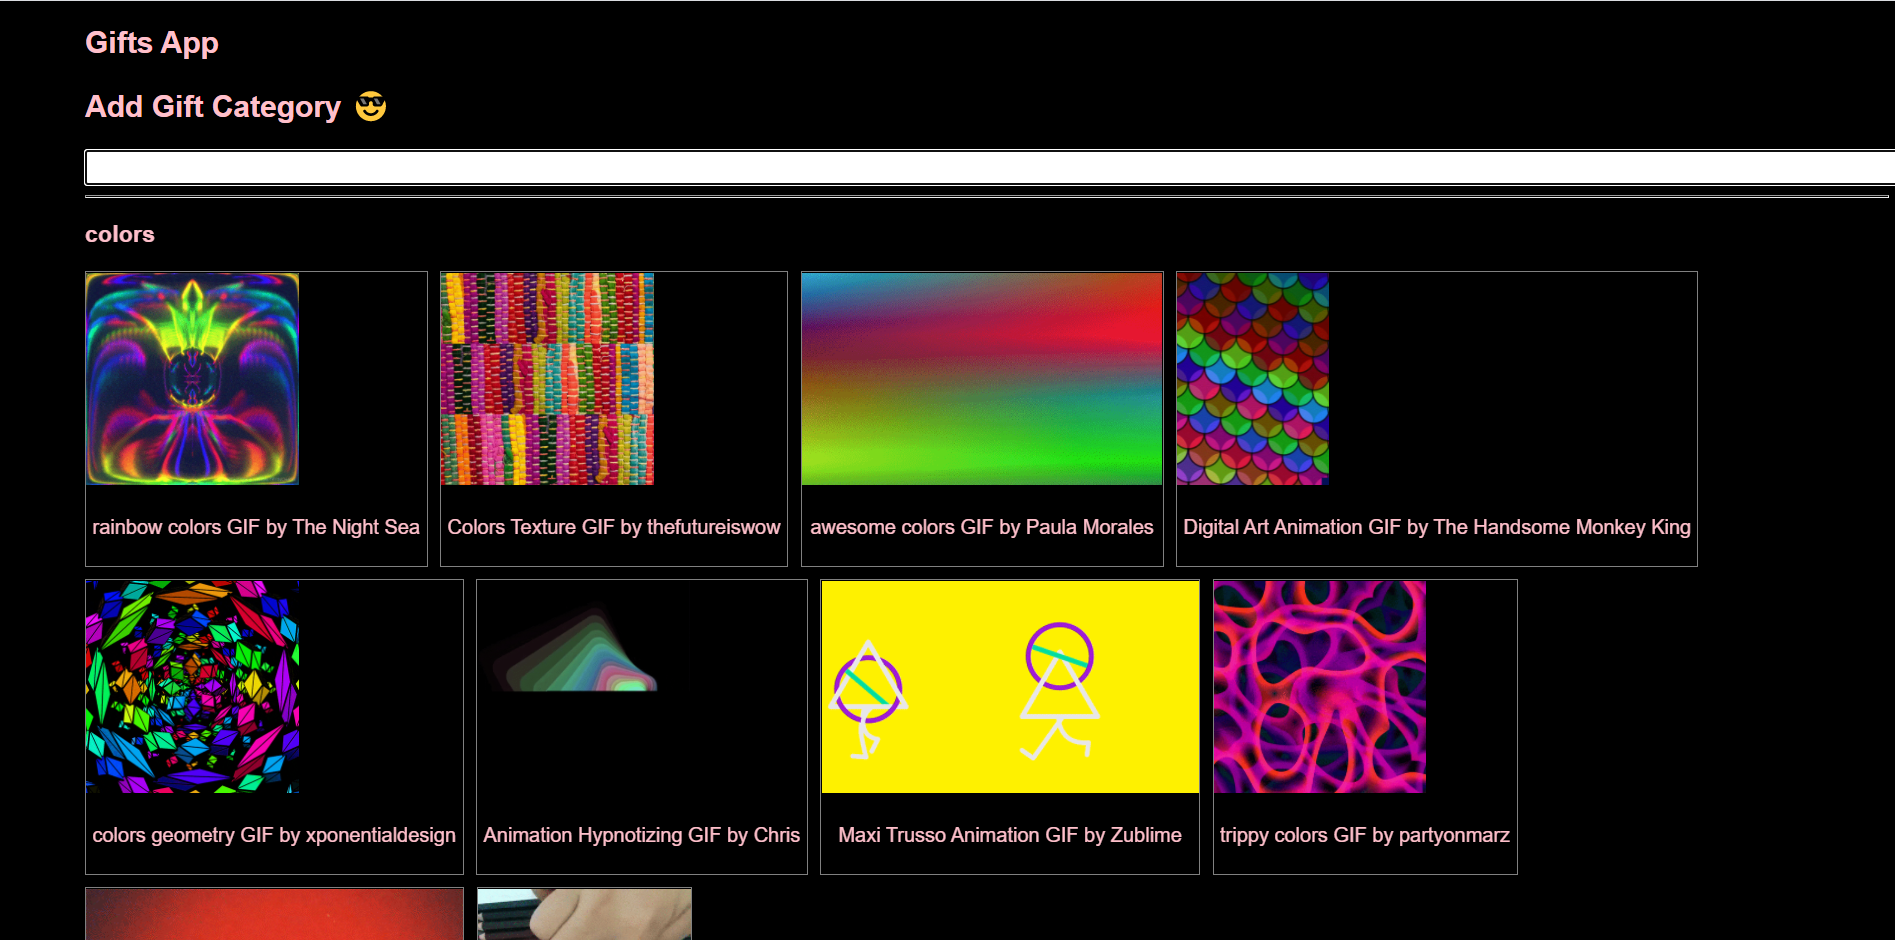 Gifts App
Add Gift Category 😎
colors
rainbow colors GIF by The Night Sea
Colors Texture GIF by thefutureiswow
awesome colors GIF by Paula Morales
Digital Art Animation GIF by The Handsome Monkey King
colors geometry GIF by xponentialdesign
Animation Hypnotizing GIF by Chris
Maxi Trusso Animation GIF by Zublime
trippy colors GIF by partyonmarz